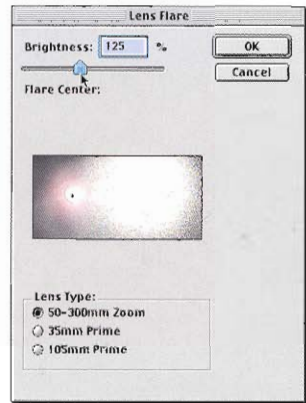 Lens Flare
Brightness: 125 %
OK
Cancel
Flare Center:
Lens Type:
50-300mm Zoom
35mm Prime
105mm Prime